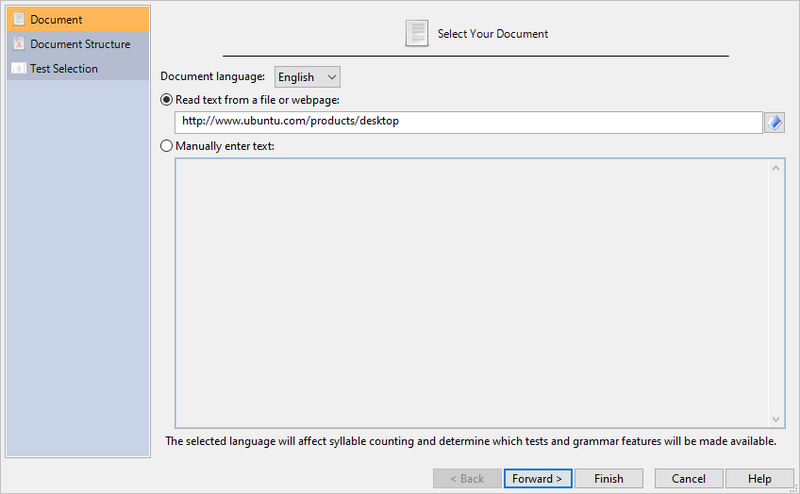 Document
Document Structure
Test Selection
Select Your Document
Document language: English
Read text from a file or webpage:
http://www.ubuntu.com/products/desktop
Manually enter text:
The selected language will affect syllable counting and determine which tests and grammar features will be made available.
< Back Forward > Finish Cancel Help